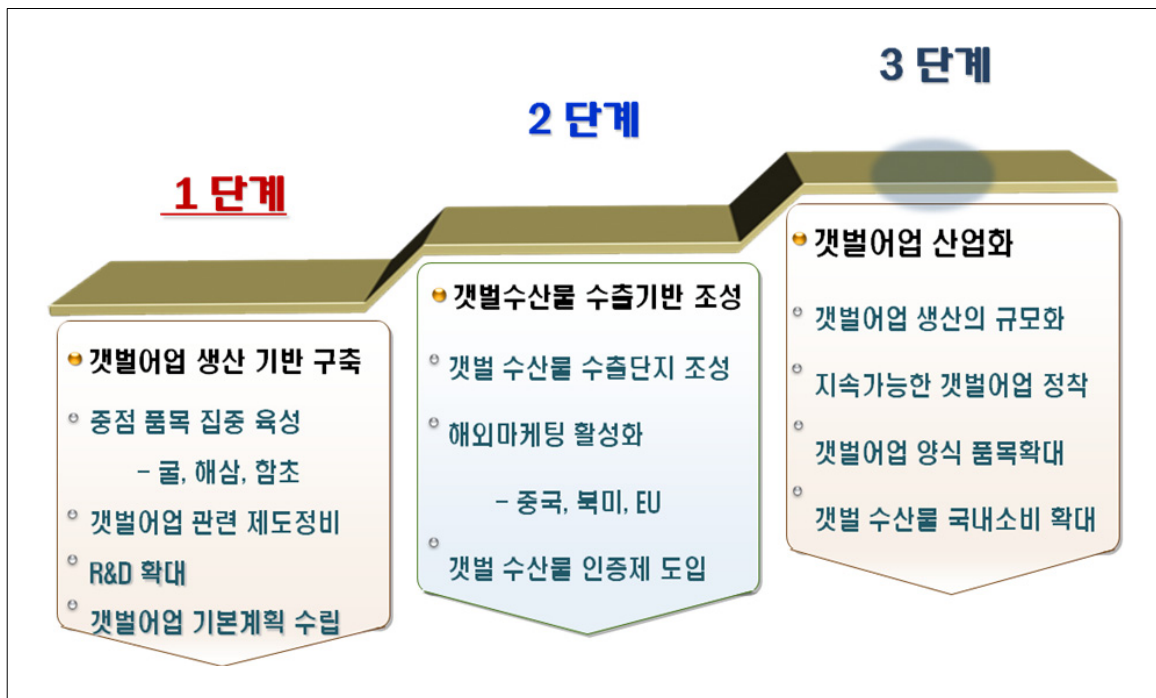 1 단계
갯벌어업 생산 기반 구축
중점 품목 집중 육성
- 굴, 해삼, 함초
갯벌어업 관련 제도정비
R&D 확대
갯벌어업 기본계획 수립
2 단계
갯벌수산물 수출기반 조성
갯벌 수산물 수출단지 조성
해외마케팅 활성화
- 중국, 북미, EU
갯벌 수산물 인증제 도입
3 단계
갯벌어업 산업화
갯벌어업 생산의 규모화
지속가능한 갯벌어업 정착
갯벌어업 양식 품목확대
갯벌 수산물 국내소비 확대